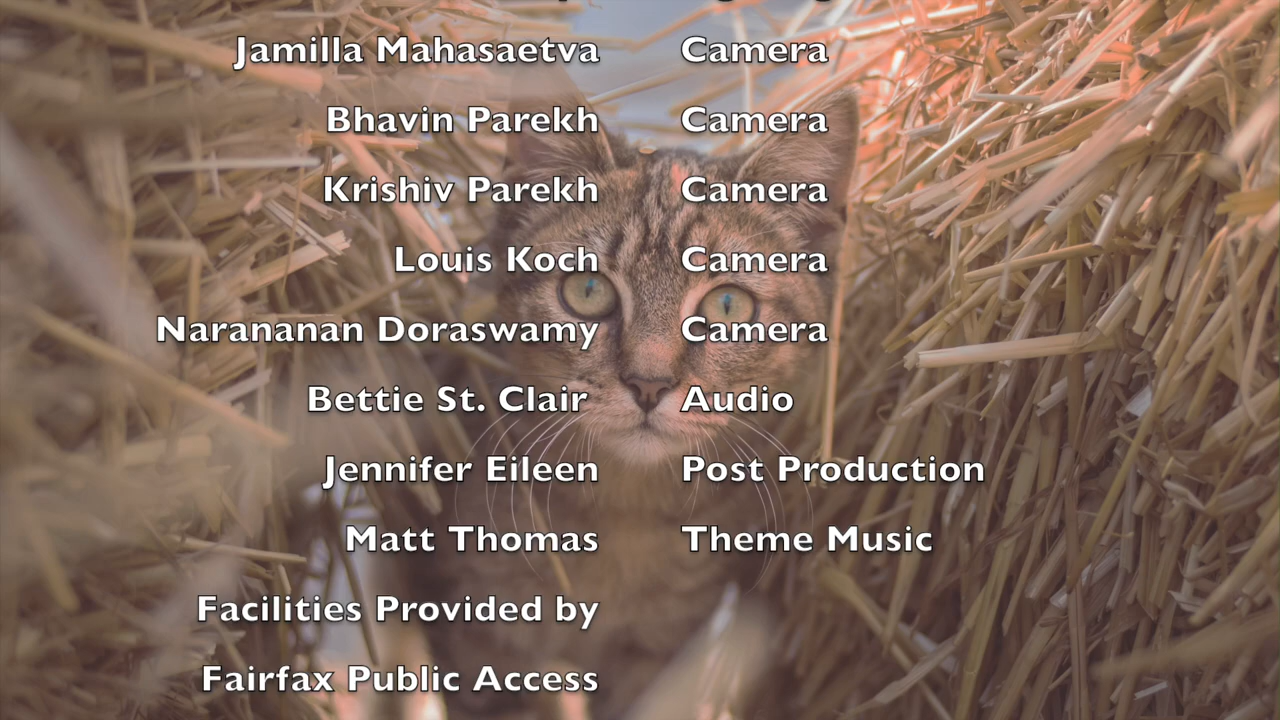 Jamilla Mahasaetva Camera
Bhavin Parekh Camera
Krishiv Parekh Camera
Louis Koch Camera
Narananan Doraswamy Camera
Bettie St. Clair Audio
Jennifer Eileen Post Production
Matt Thomas Theme Music
Facilities Provided by
Fairfax Public Access